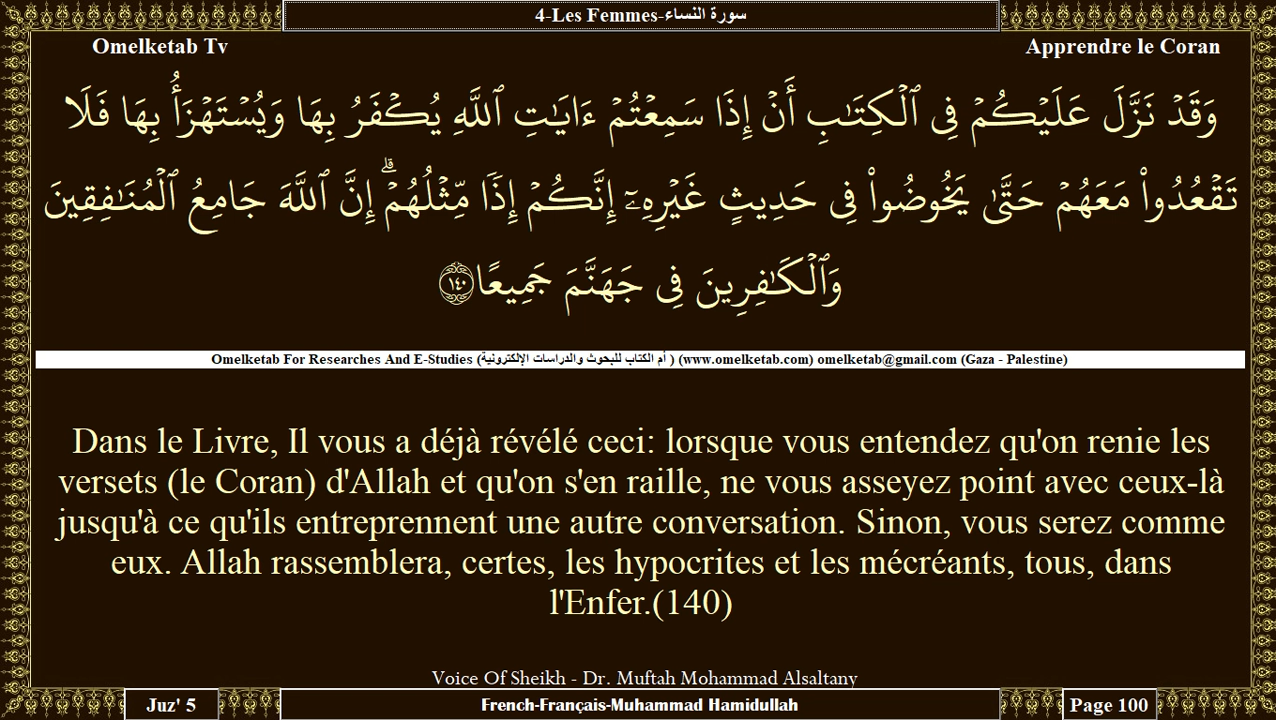 4-Les Femmes-سورة النساء
Omelketab Tv
Apprendre le Coran
وَقَدۡ نَزَّلَ عَلَيۡكُمۡ فِى ٱلۡكِتَٰبِ أَنۡ إِذَا سَمِعۡتُمۡ ءَايَٰتِ ٱللَّهِ يُكۡفَرُ بِهَا وَيُسۡتَهۡزَأُ بِهَا فَلَا
تَقۡعُدُواْ مَعَهُمۡ حَتَّىٰ يَخُوضُواْ فِى حَدِيثٍ غَيۡرِهِۦٓ إِنَّكُمۡ إِذٗا مِّثۡلُهُمۡۗ إِنَّ ٱللَّهَ جَامِعُ ٱلۡمُنَٰفِقِينَ
وَٱلۡكَٰفِرِينَ فِى جَهَنَّمَ جَمِيعًا ١٤٠
Omelketab For Researches And E-Studies (أم الكتاب للبحوث والدراسات الإلكترونية ) (www.omelketab.com) omelketab@gmail.com (Gaza - Palestine)
Dans le Livre, Il vous a déjà révélé ceci: lorsque vous entendez qu'on renie les
versets (le Coran) d'Allah et qu'on s'en raille, ne vous asseyez point avec ceux-là
jusqu'à ce qu'ils entreprennent une autre conversation. Sinon, vous serez comme
eux. Allah rassemblera, certes, les hypocrites et les mécréants, tous, dans
l'Enfer.(140)
Voice Of Sheikh - Dr. Muftah Mohammad Alsaltany
Juz' 5
French-Français-Muhammad Hamidullah
Page 100